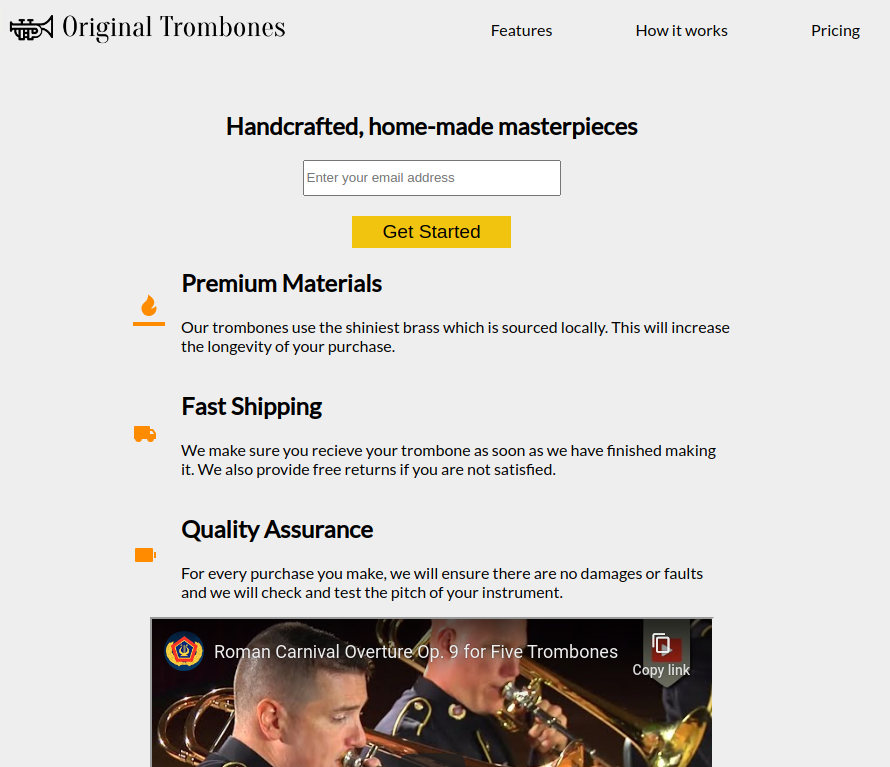 Original Trombones
Features
How it works
Pricing
Handcrafted, home-made masterpieces
Enter your email address
Get Started
Premium Materials
Our trombones use the shiniest brass which is sourced locally. This will increase
the longevity of your purchase.
Fast Shipping
We make sure you recieve your trombone as soon as we have finished making
it. We also provide free returns if you are not satisfied.
Quality Assurance
For every purchase you make, we will ensure there are no damages or faults
and we will check and test the pitch of your instrument.
Roman Carnival Overture Op. 9 for Five Trombones
Copy link